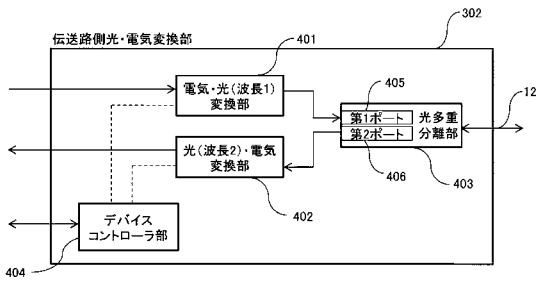 伝送路側光・電気変換部
302
401
電気・光(波長1)
変換部
405
12
第1ポート
光多重
第2ポート
分離部
光(波長2)・電気
変換部
406
403
402
デバイス
コントローラ部
404